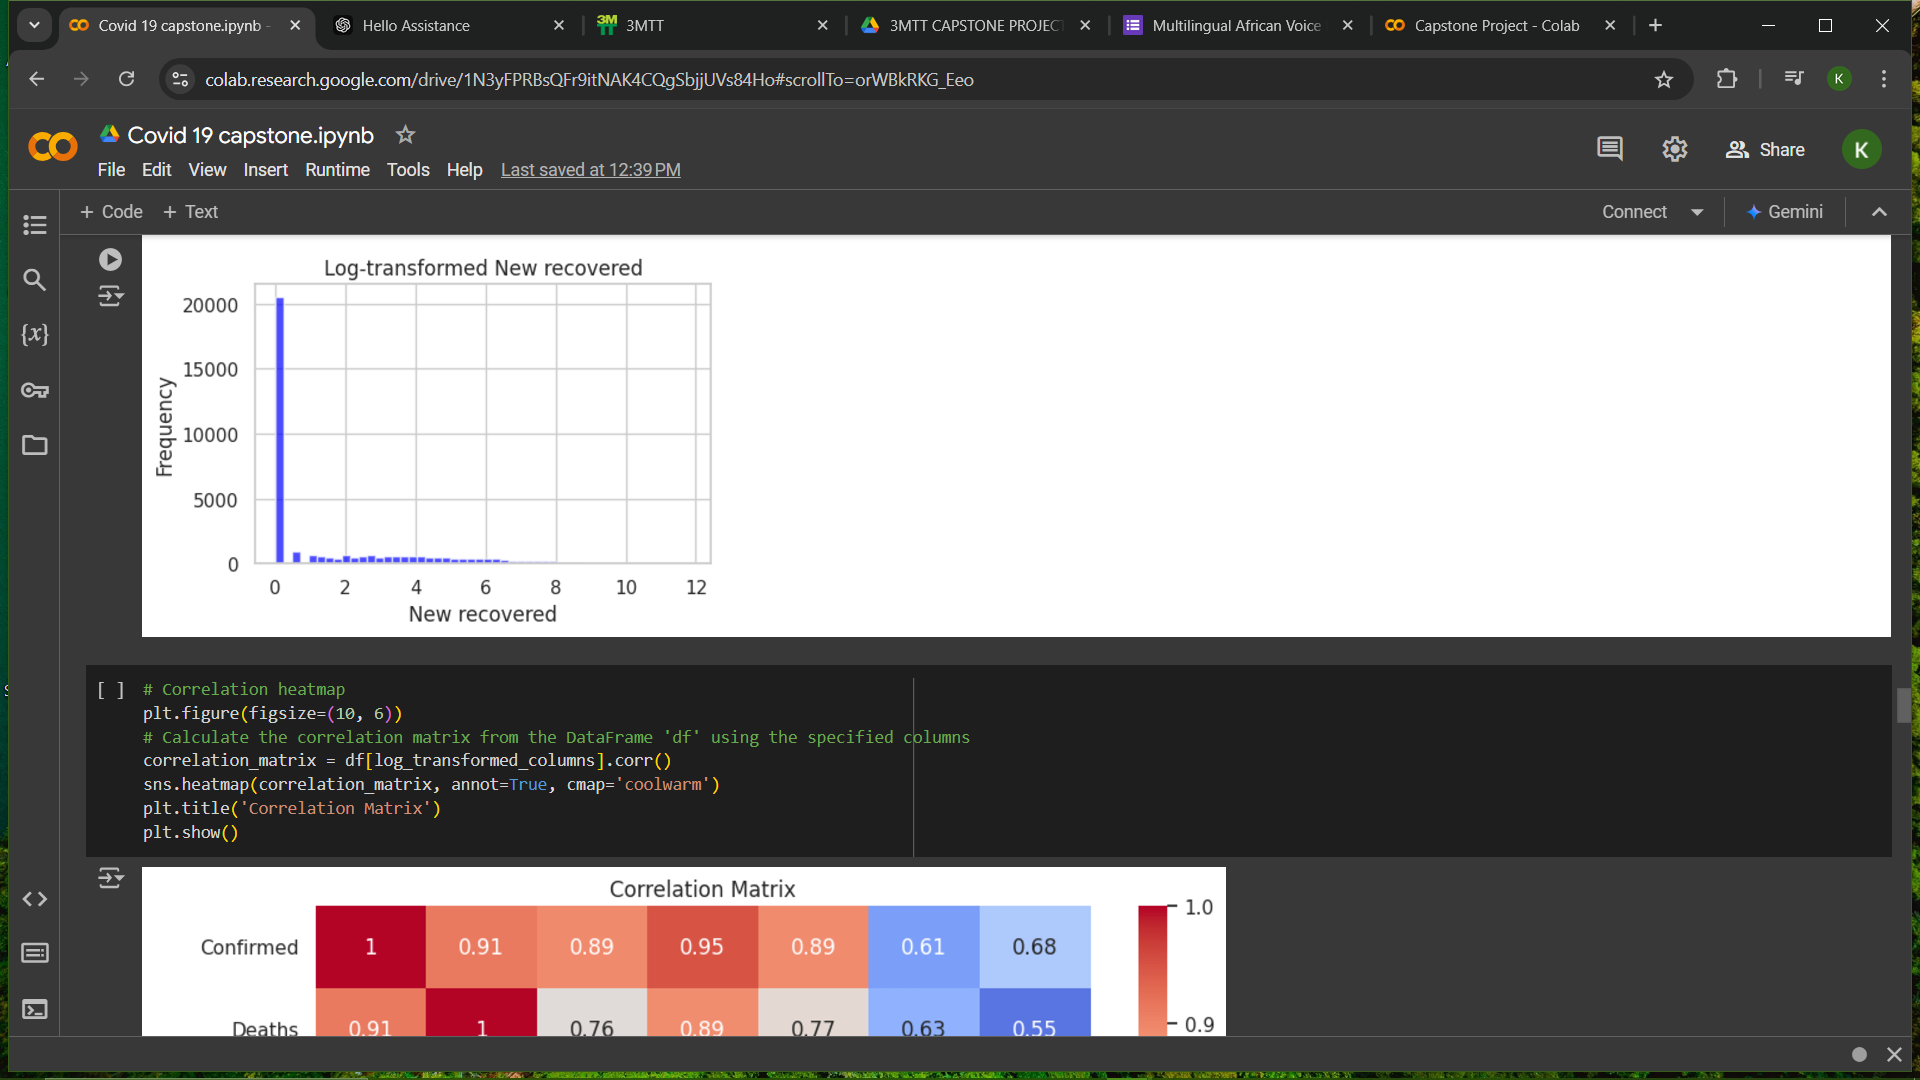 Covid 19 capstone.ipynb -
Hello Assistance
3MTT
3MTT CAPSTONE PROJEC
Multilingual African Voice
Capstone Project - Colab
colab.research.google.com/drive/1N3yFPRBsQFr9itNAK4CQgSbjjUVs84Ho#scrollTo=orWBkRKG_Eeo
K
Covid 19 capstone.ipynb
File Edit View Insert Runtime Tools Help Last saved at 12:39 PM
Share
K
+ Code + Text
Connect
Gemini
Log-transformed New recovered
20000
15000
10000
5000
0
Frequency
0 2 4 6 8 10 12
New recovered
[ ] # Correlation heatmap
plt.figure(figsize=(10, 6))
# Calculate the correlation matrix from the DataFrame 'df' using the specified columns
correlation_matrix = df[log_transformed_columns].corr()
sns.heatmap(correlation_matrix, annot=True, cmap='coolwarm')
plt.title('Correlation Matrix')
plt.show()
Correlation Matrix
Confirmed 1 0.91 0.89 0.95 0.89 0.61 0.68
1.0
Deaths 0.91 1 0.76 0.89 0.77 0.63 0.55
0.9